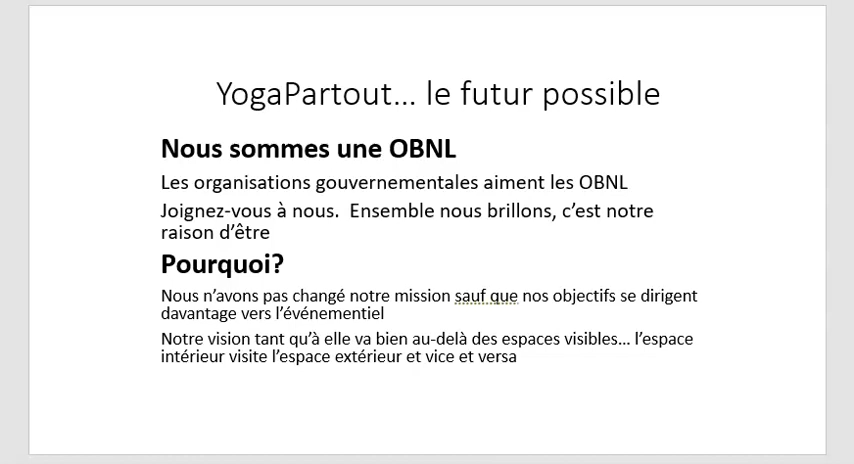 YogaPartout... le futur possible
Nous sommes une OBNL
Les organisations gouvernementales aiment les OBNL
Joignez-vous à nous.  Ensemble nous brillons, c’est notre
raison d’être
Pourquoi?
Nous n’avons pas changé notre mission sauf que nos objectifs se dirigent
davantage vers l’événementiel
Notre vision tant qu’à elle va bien au-delà des espaces visibles... l’espace
intérieur visite l’espace extérieur et vice et versa